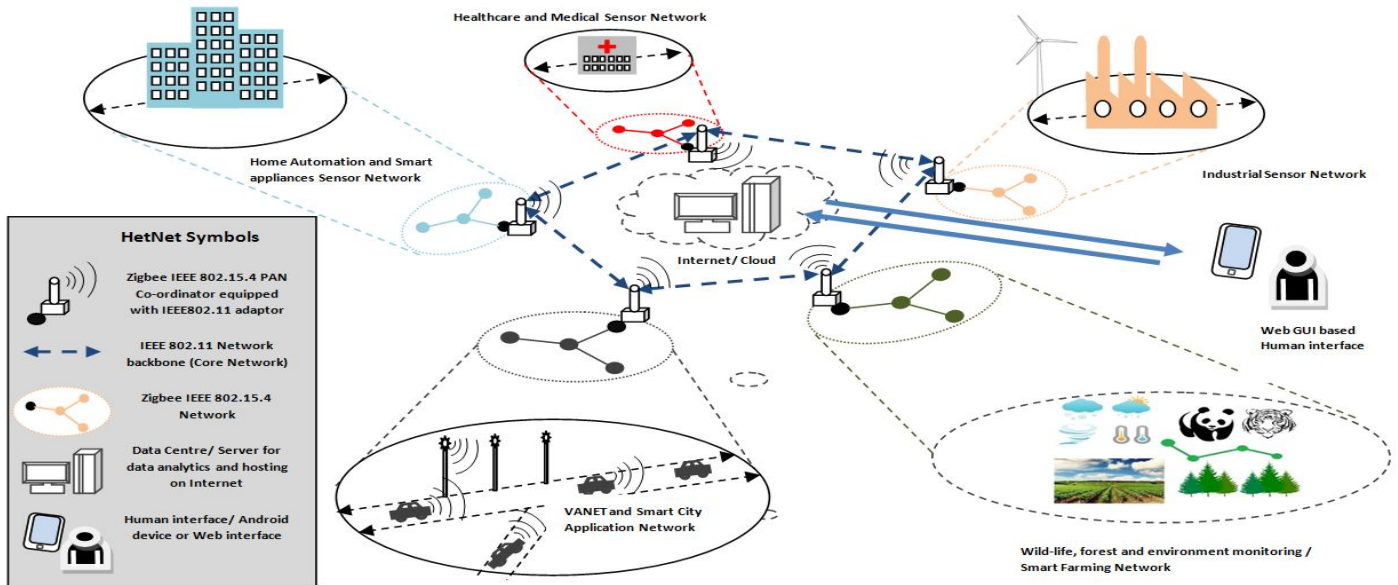 Healthcare and Medical Sensor Network
Home Automation and Smart
appliances Sensor Network
Industrial Sensor Network
Internet/ Cloud
Web GUI based
Human interface
VANET and Smart City
Application Network
Wild-life, forest and environment monitoring /
Smart Farming Network
HetNet Symbols
Zigbee IEEE 802.15.4 PAN
Co-ordinator equipped
with IEEE802.11 adaptor
IEEE 802.11 Network
backbone (Core Network)
Zigbee IEEE 802.15.4
Network
Data Centre/ Server for
data analytics and hosting
on Internet
Human interface/ Android
device or Web interface